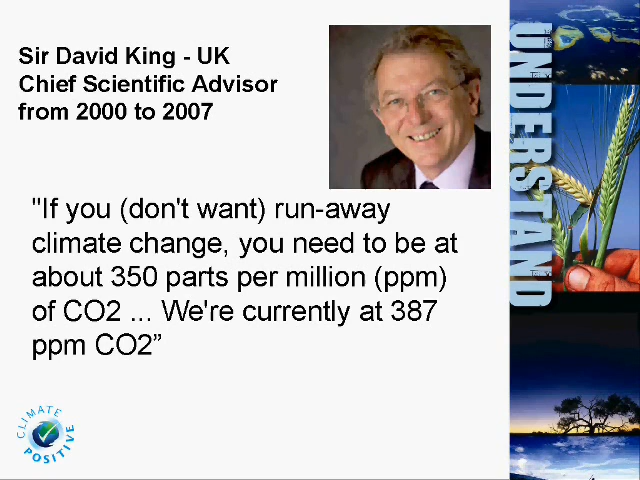 Sir David King - UK
Chief Scientific Advisor
from 2000 to 2007
"If you (don't want) run-away
climate change, you need to be at
about 350 parts per million (ppm)
of CO2 ... We're currently at 387
ppm CO2”
UNDERSTAND
CLIMATE
POSITIVE